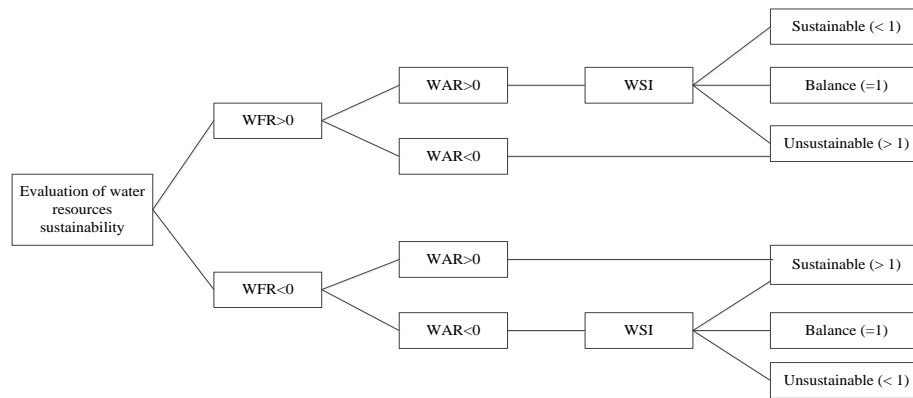 Evaluation of water
resources
sustainability
WFR>0
WAR>0
WSI
Sustainable (< 1)
Balance (=1)
Unsustainable (> 1)
WAR<0
WFR<0
WAR>0
Sustainable (> 1)
WAR<0
WSI
Balance (=1)
Unsustainable (< 1)